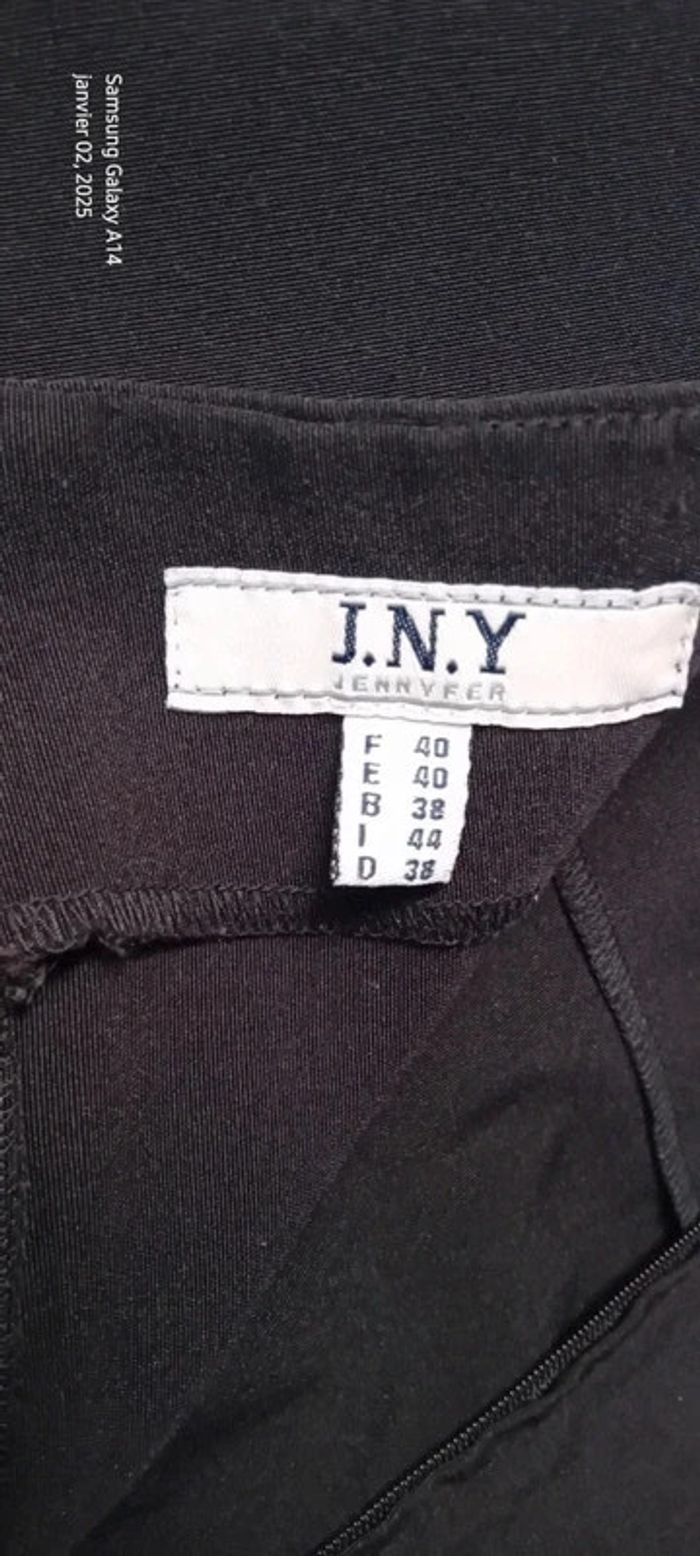 Samsung Galaxy A14
janvier 02, 2025
J.N.Y
JENNYFER
F 40
E 40
B 38
I 44
D 38